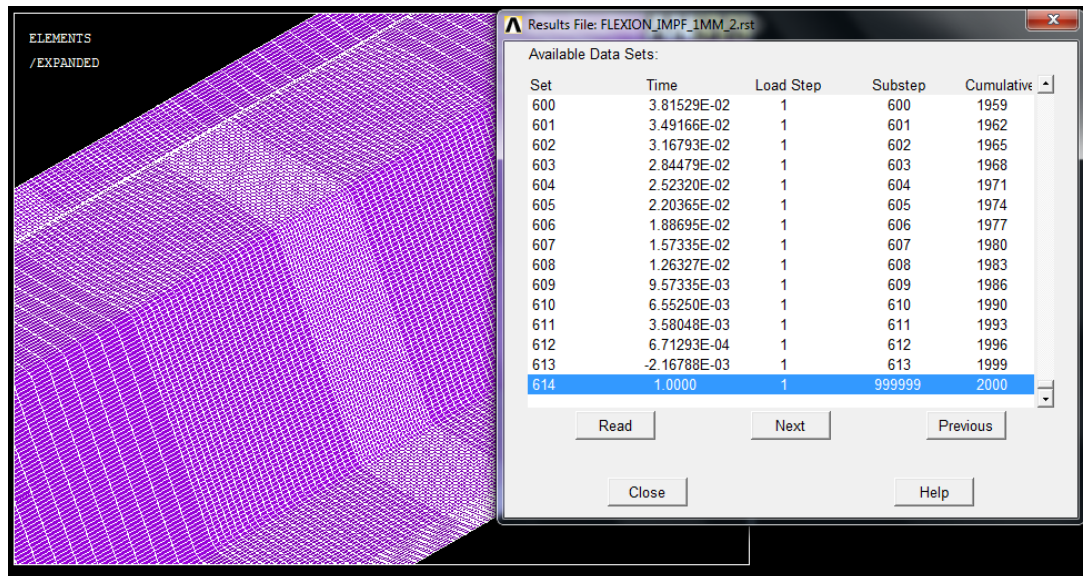 ELEMENTS
/EXPANDED
Results File: FLEXION_IMPF_1MM_2.rst
Available Data Sets:
Set Time Load Step Substep Cumulative
600 3.81529E-02 1 600 1959
601 3.49166E-02 1 601 1962
602 3.16793E-02 1 602 1965
603 2.84479E-02 1 603 1968
604 2.52320E-02 1 604 1971
605 2.20365E-02 1 605 1974
606 1.88695E-02 1 606 1977
607 1.57335E-02 1 607 1980
608 1.26327E-02 1 608 1983
609 9.57335E-03 1 609 1986
610 6.55250E-03 1 610 1990
611 3.58048E-03 1 611 1993
612 6.71293E-04 1 612 1996
613 -2.16788E-03 1 613 1999
614 1.0000 1 999999 2000
Read Next Previous
Close Help